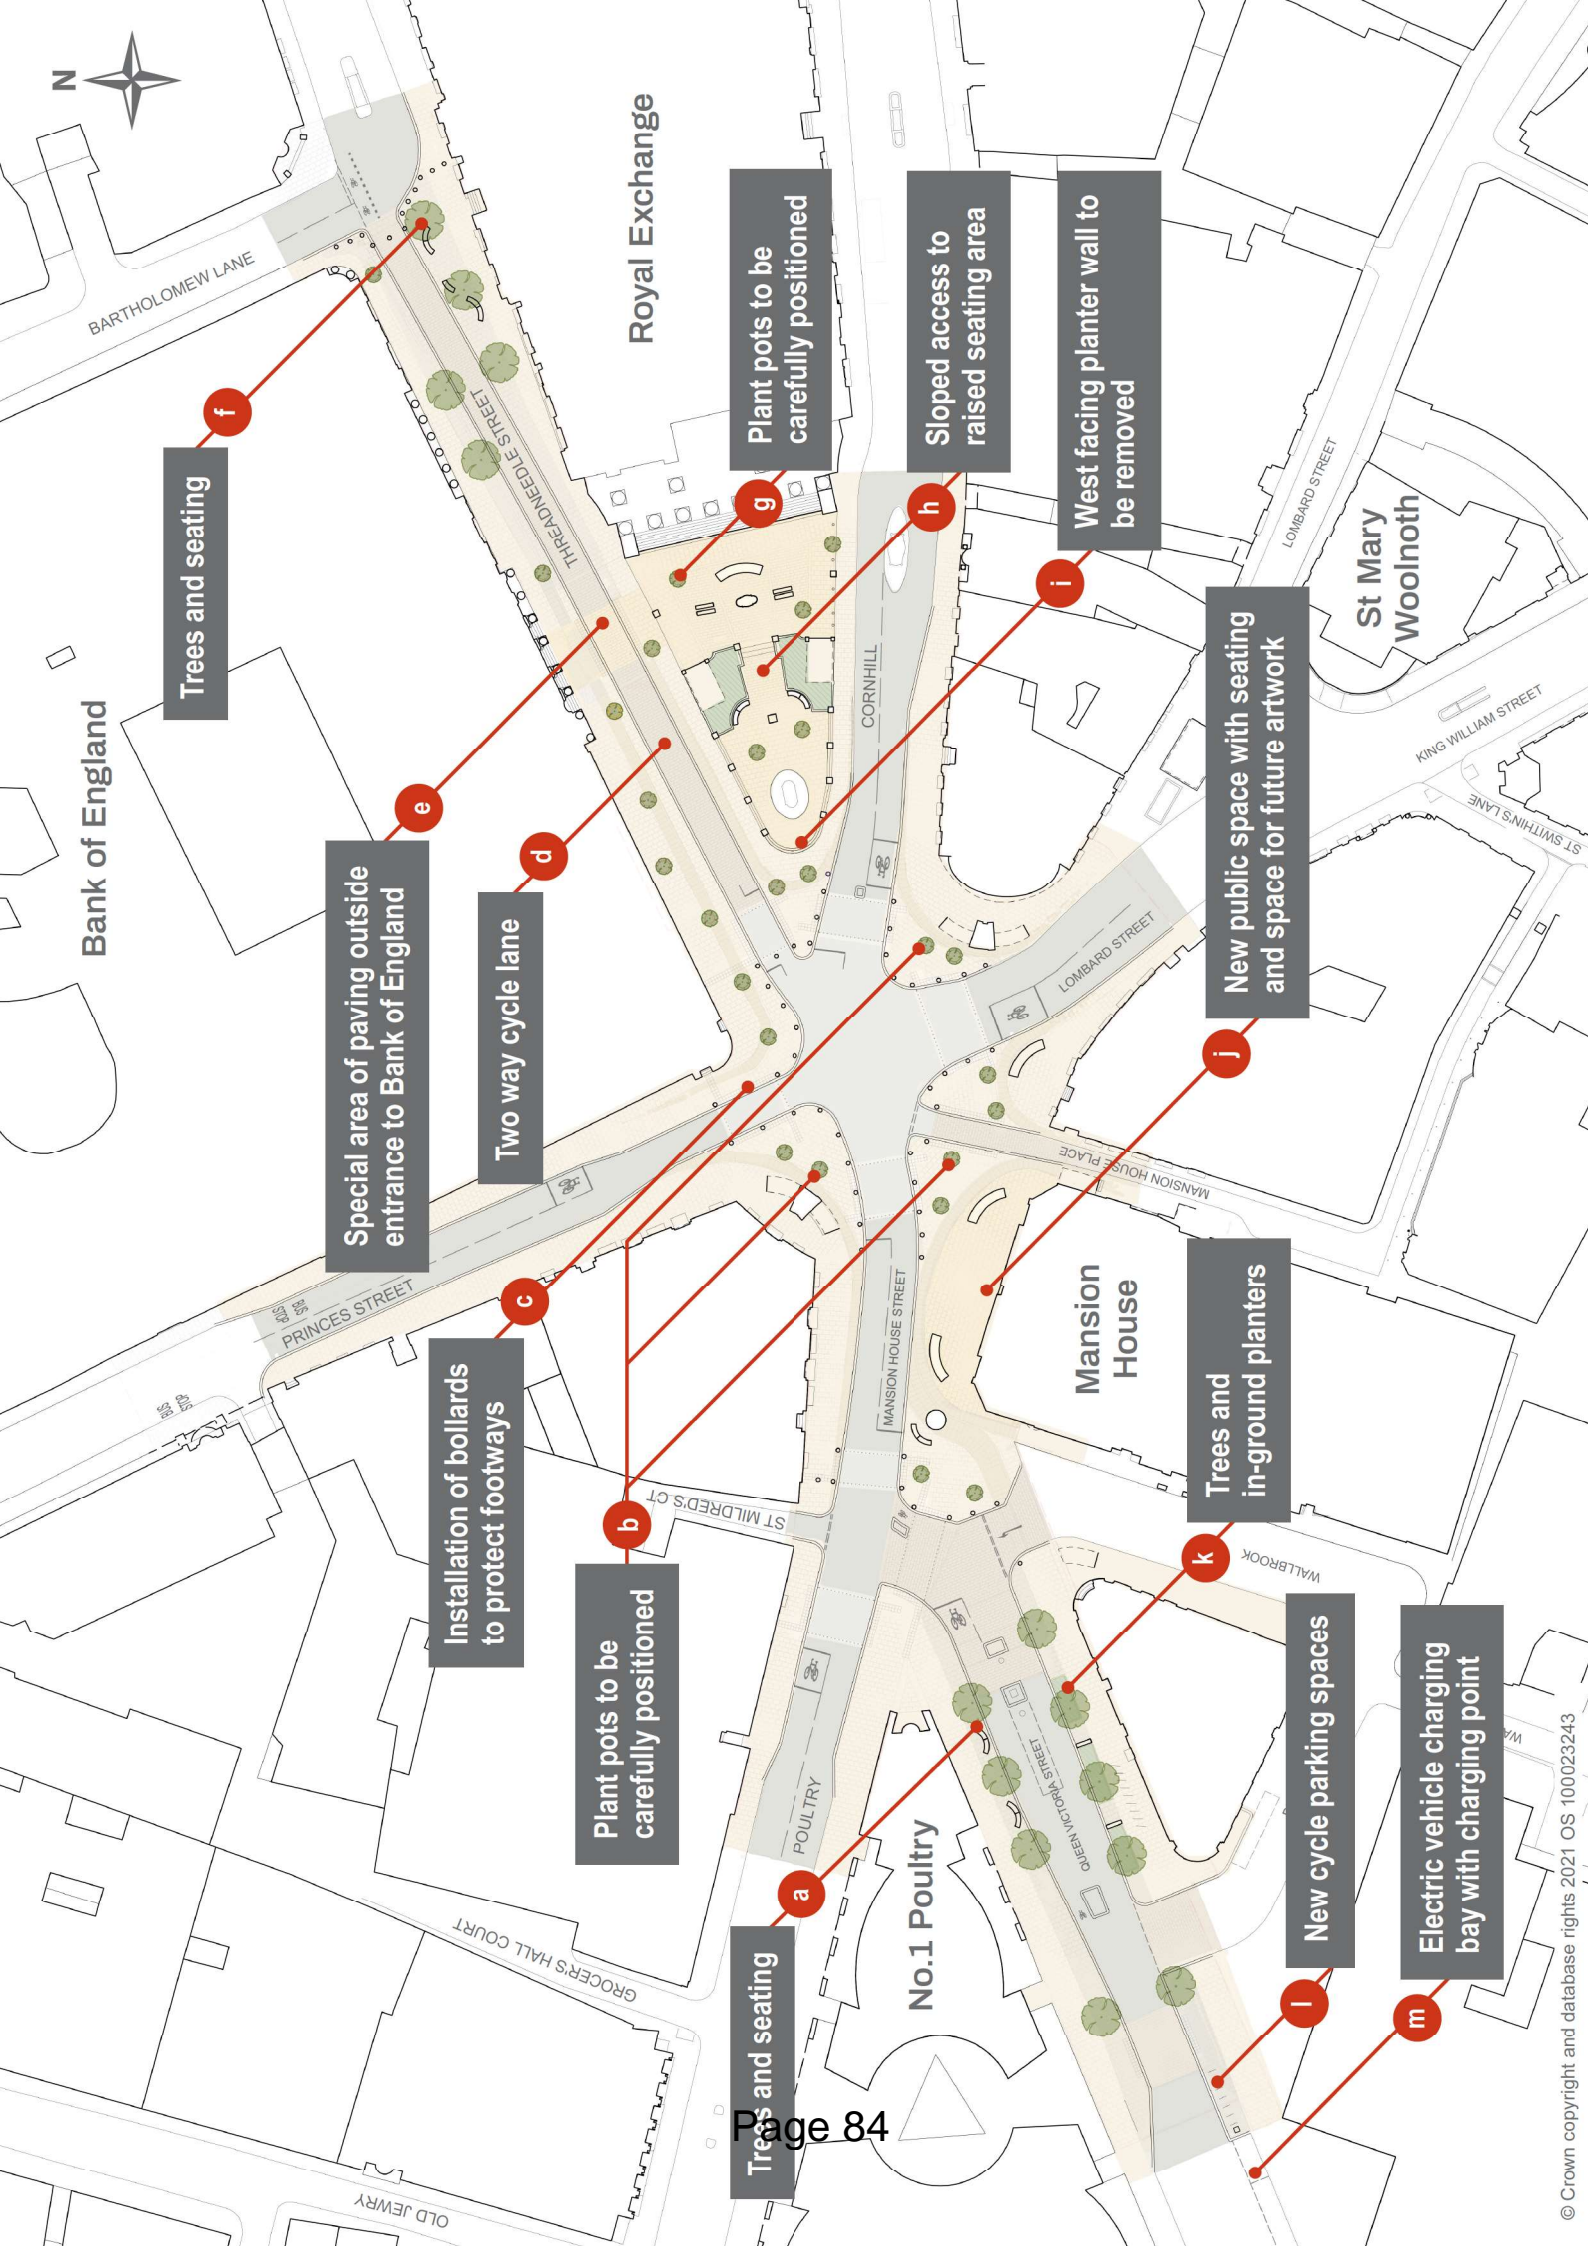 N
Bank of England
Royal Exchange
BARTHOLOMEW LANE
f
Trees and seating
e
Special area of paving outside
entrance to Bank of England
d
Two way cycle lane
THREADNEEDLE STREET
g
Plant pots to be
carefully positioned
h
Sloped access to
raised seating area
i
West facing planter wall to
be removed
CORNHILL
LOMBARD STREET
St Mary
Woolnoth
KING WILLIAM STREET
ST SWITHIN'S LANE
LOMBARD STREET
j
New public space with seating
and space for future artwork
MANSION HOUSE PLACE
Mansion
House
MANSION HOUSE STREET
PRINCES STREET
BUS
STOP
BUS
STOP
c
Installation of bollards
to protect footways
b
Plant pots to be
carefully positioned
ST MILDRED'S CT
k
Trees and
in-ground planters
WALLBROOK
l
New cycle parking spaces
m
Electric vehicle charging
bay with charging point
WA
QUEEN VICTORIA STREET
POULTRY
a
Trees and seating
No.1 Poultry
GROCER'S HALL COURT
OLD JEWRY
© Crown copyright and database rights 2021 OS 100023243
Page 84